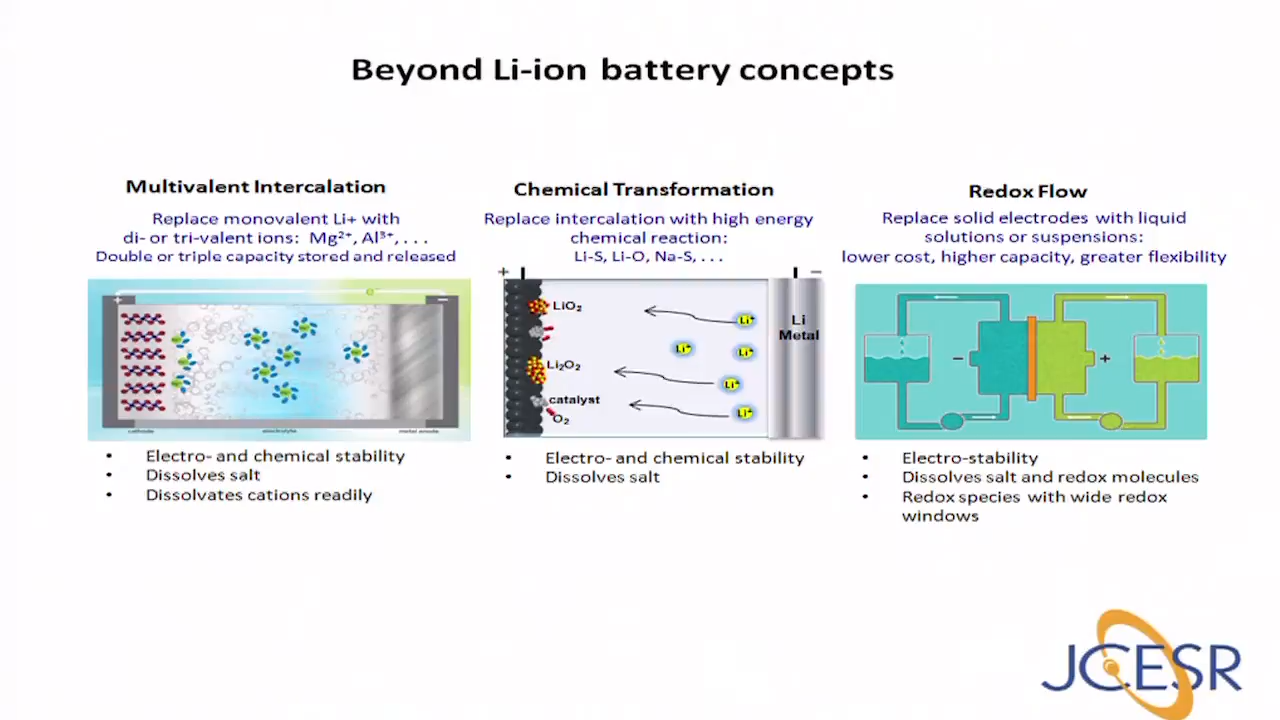 Beyond Li-ion battery concepts
Multivalent Intercalation
Replace monovalent Li+ with
di- or tri-valent ions: Mg²⁺, Al³⁺, . . .
Double or triple capacity stored and released
e⁻
+
−
cathode
electrolyte
metal anode
• Electro- and chemical stability
• Dissolves salt
• Dissolvates cations readily
Chemical Transformation
Replace intercalation with high energy
chemical reaction:
Li-S, Li-O, Na-S, . . .
+
−
LiO₂
Li₂O₂
catalyst
O₂
Li⁺
Li⁺
Li⁺
Li⁺
Li⁺
Li
Metal
• Electro- and chemical stability
• Dissolves salt
Redox Flow
Replace solid electrodes with liquid
solutions or suspensions:
lower cost, higher capacity, greater flexibility
−
+
• Electro-stability
• Dissolves salt and redox molecules
• Redox species with wide redox
windows
JCESR